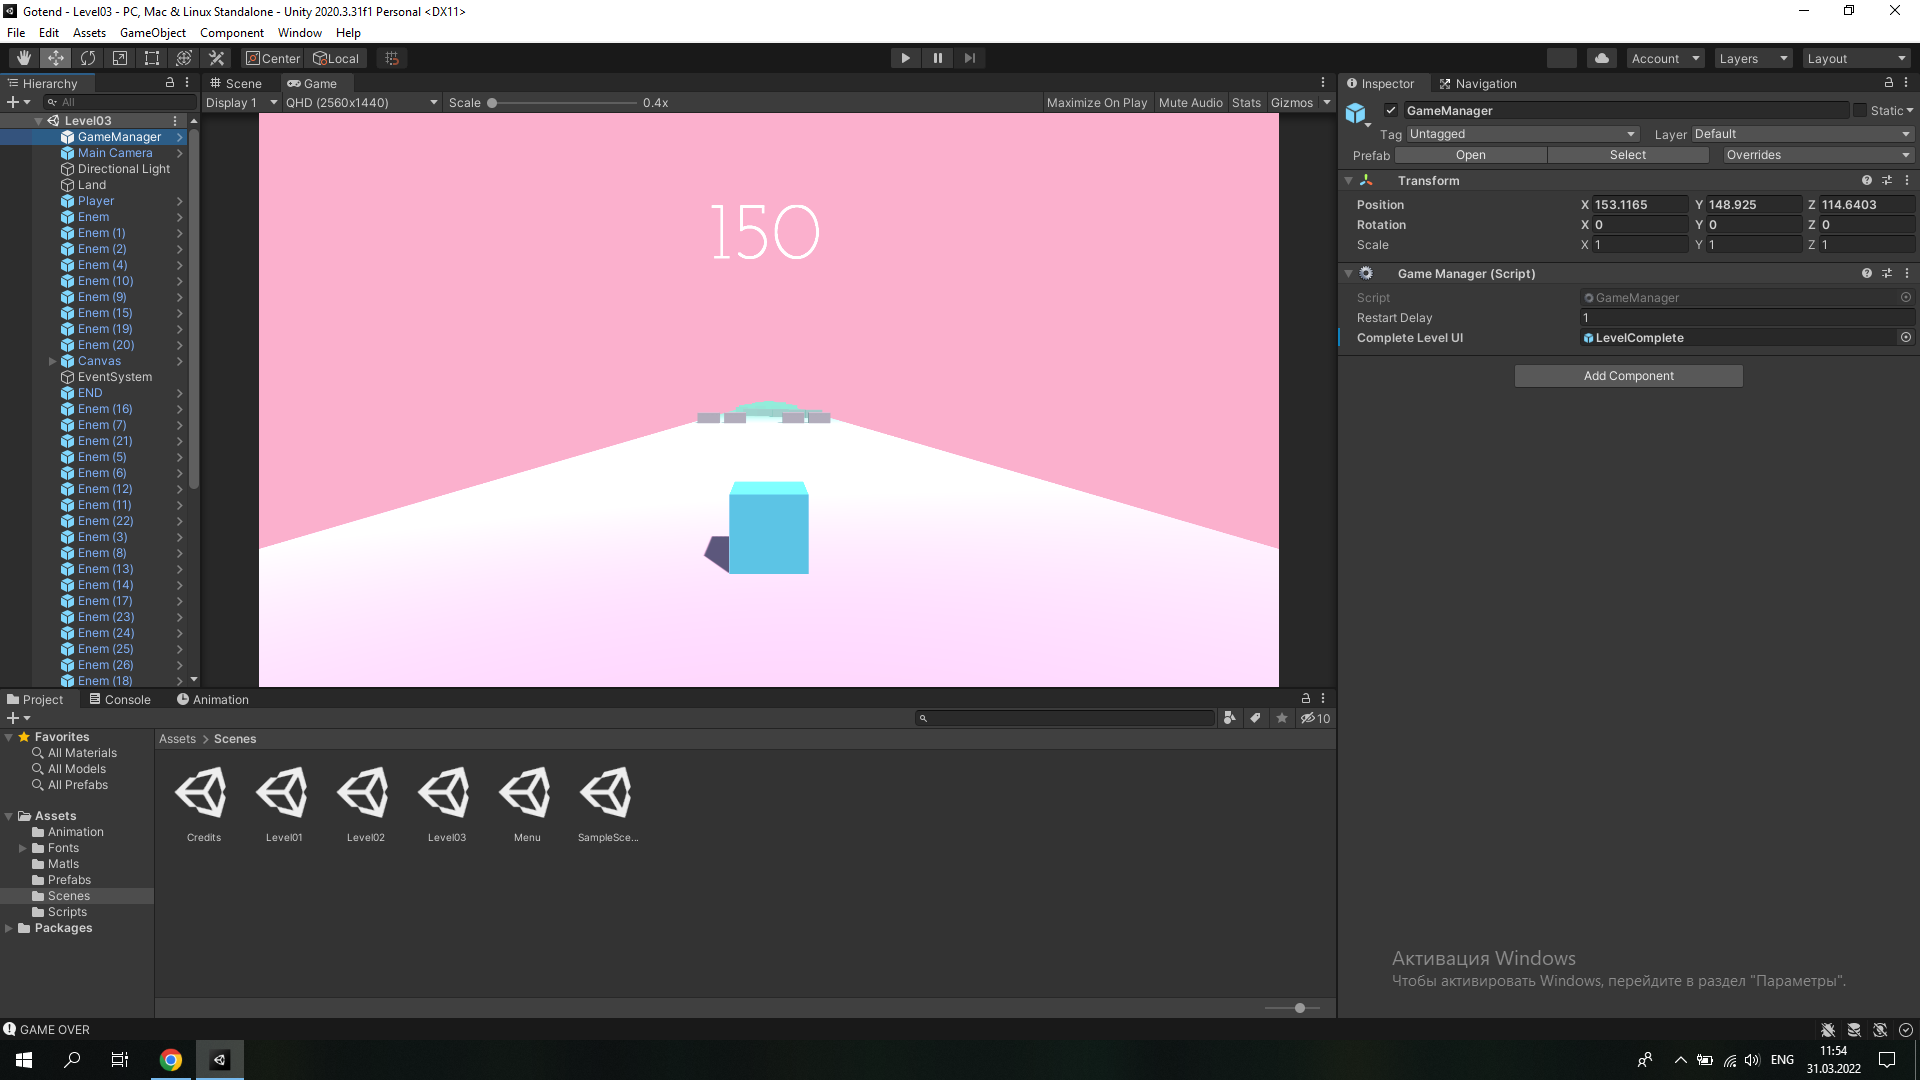 Gotend - Level03 - PC, Mac & Linux Standalone - Unity 2020.3.31f1 Personal <DX11>
File Edit Assets GameObject Component Window Help
Center Local Account Layers Layout
Hierarchy
All
Level03
GameManager
Main Camera
Directional Light
Land
Player
Enem
Enem (1)
Enem (2)
Enem (4)
Enem (10)
Enem (9)
Enem (15)
Enem (19)
Enem (20)
Canvas
EventSystem
END
Enem (16)
Enem (7)
Enem (21)
Enem (5)
Enem (6)
Enem (12)
Enem (11)
Enem (22)
Enem (3)
Enem (8)
Enem (13)
Enem (14)
Enem (17)
Enem (23)
Enem (24)
Enem (25)
Enem (26)
Enem (18)
Scene Game
Display 1 QHD (2560x1440) Scale 0.4x Maximize On Play Mute Audio Stats Gizmos
150
Inspector Navigation
GameManager Static
Tag Untagged Layer Default
Prefab Open Select Overrides
Transform
Position X 153.1165 Y 148.925 Z 114.6403
Rotation X 0 Y 0 Z 0
Scale X 1 Y 1 Z 1
Game Manager (Script)
Script GameManager
Restart Delay 1
Complete Level UI LevelComplete
Add Component
Project Console Animation
10
Favorites
All Materials
All Models
All Prefabs
Assets
Animation
Fonts
Matls
Prefabs
Scenes
Scripts
Packages
Assets > Scenes
Credits Level01 Level02 Level03 Menu SampleSce...
Активация Windows
Чтобы активировать Windows, перейдите в раздел "Параметры".
GAME OVER
ENG
11:54
31.03.2022